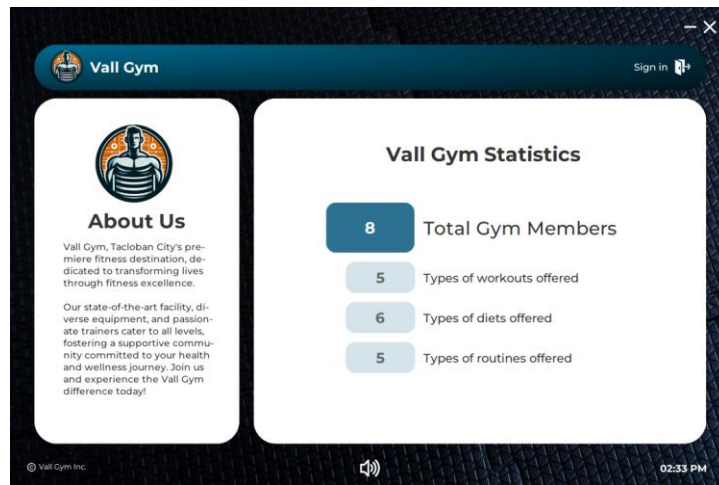 Vall Gym
Sign in
About Us
Vall Gym, Tacloban City's pre-
miere fitness destination, de-
dicated to transforming lives
through fitness excellence.
Our state-of-the-art facility, di-
verse equipment, and passion-
ate trainers cater to all levels,
fostering a supportive commu-
nity committed to your health
and wellness journey. Join us
and experience the Vall Gym
difference today!
Vall Gym Statistics
8 Total Gym Members
5 Types of workouts offered
6 Types of diets offered
5 Types of routines offered
© Vall Gym Inc.
02:33 PM